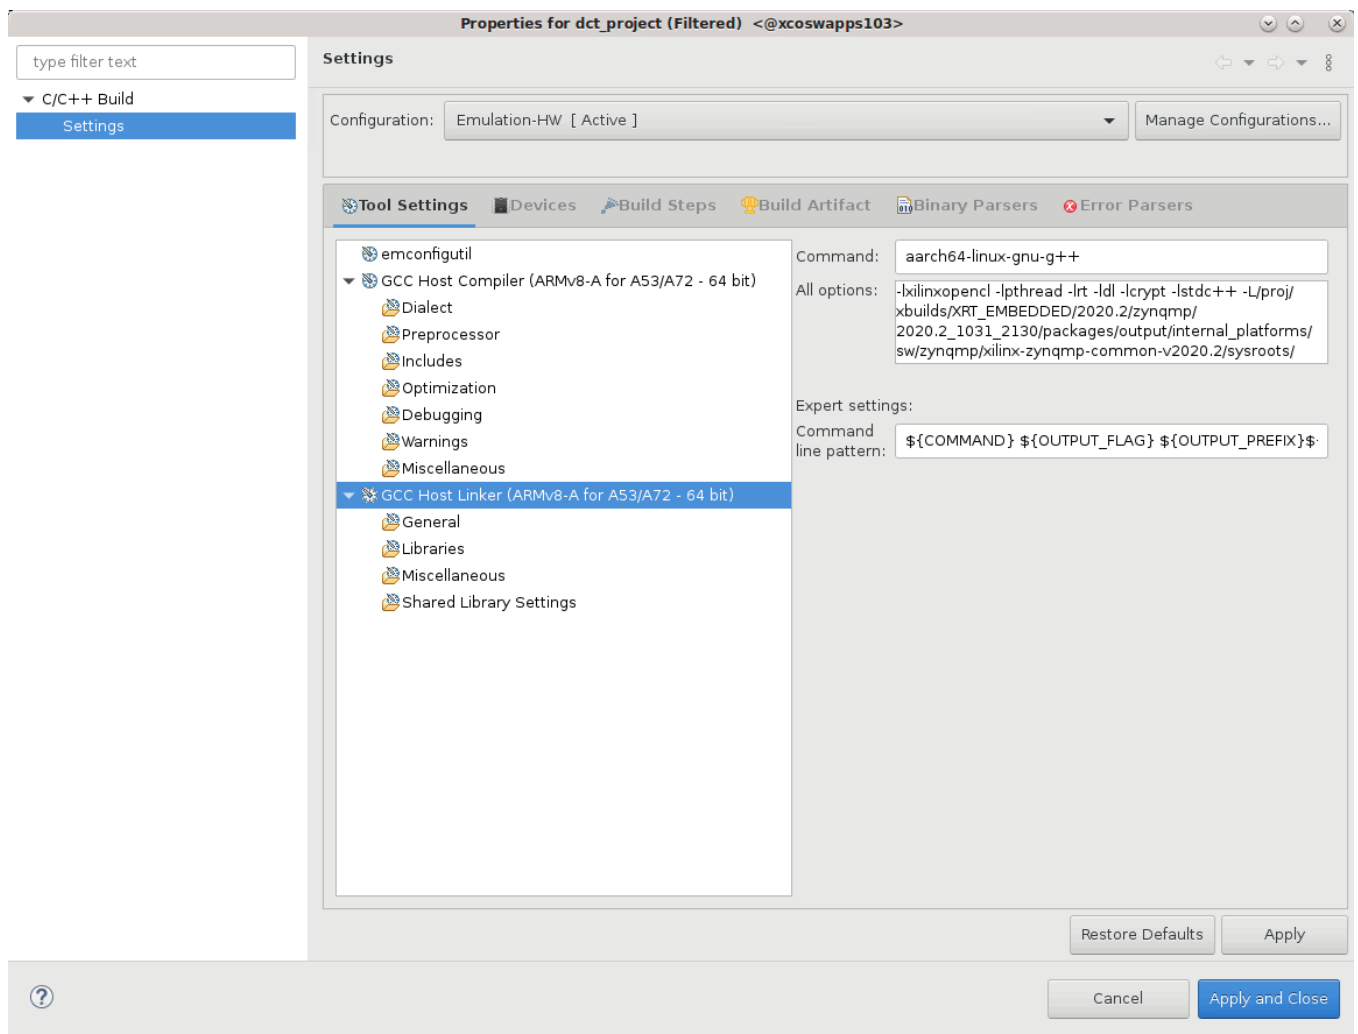 Properties for dct_project (Filtered) <@xcoswapps103>
type filter text
C/C++ Build
Settings
Settings
Configuration: Emulation-HW [ Active ] Manage Configurations...
Tool Settings Devices Build Steps Build Artifact Binary Parsers Error Parsers
emconfigutil
GCC Host Compiler (ARMv8-A for A53/A72 - 64 bit)
Dialect
Preprocessor
Includes
Optimization
Debugging
Warnings
Miscellaneous
GCC Host Linker (ARMv8-A for A53/A72 - 64 bit)
General
Libraries
Miscellaneous
Shared Library Settings
Command: aarch64-linux-gnu-g++
All options: -lxilinxopencl -lpthread -lrt -ldl -lcrypt -lstdc++ -L/proj/
xbuilds/XRT_EMBEDDED/2020.2/zynqmp/
2020.2_1031_2130/packages/output/internal_platforms/
sw/zynqmp/xilinx-zynqmp-common-v2020.2/sysroots/
Expert settings:
Command
line pattern: ${COMMAND} ${OUTPUT_FLAG} ${OUTPUT_PREFIX}$
Restore Defaults Apply
Cancel Apply and Close